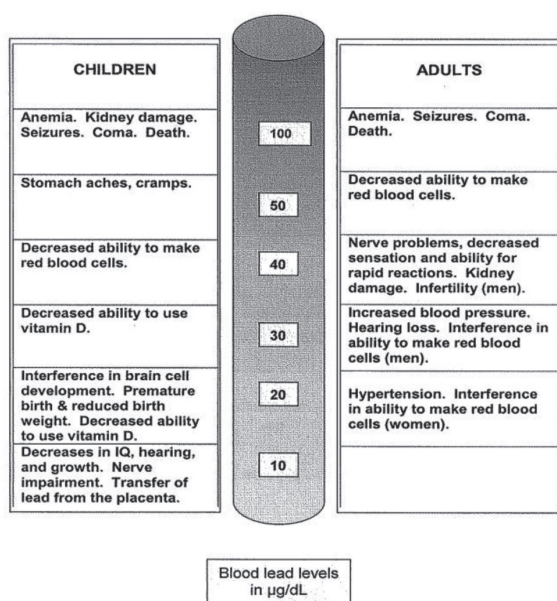 CHILDREN
Anemia. Kidney damage.
Seizures. Coma. Death.
Stomach aches, cramps.
Decreased ability to make
red blood cells.
Decreased ability to use
vitamin D.
Interference in brain cell
development. Premature
birth & reduced birth
weight. Decreased ability
to use vitamin D.
Decreases in IQ, hearing,
and growth. Nerve
impairment. Transfer of
lead from the placenta.
100
50
40
30
20
10
ADULTS
Anemia. Seizures. Coma.
Death.
Decreased ability to make
red blood cells.
Nerve problems, decreased
sensation and ability for
rapid reactions. Kidney
damage. Infertility (men).
Increased blood pressure.
Hearing loss. Interference in
ability to make red blood
cells (men).
Hypertension. Interference
in ability to make red blood
cells (women).
Blood lead levels
in µg/dL